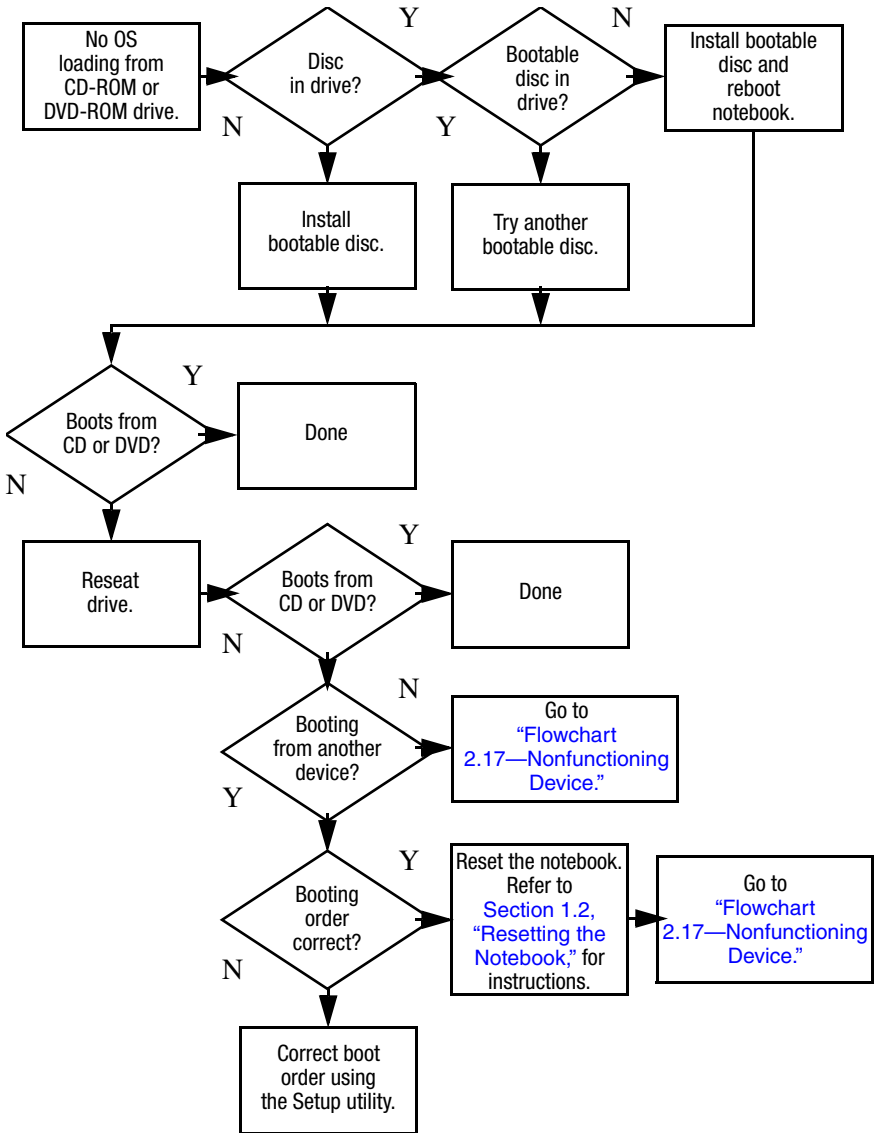 No OS
loading from
CD-ROM or
DVD-ROM drive.
Y
Disc
in drive?
N
N
Bootable
disc in
drive?
Y
Install bootable
disc and
reboot
notebook.
Install
bootable disc.
Try another
bootable disc.
Y
Boots from
CD or DVD?
N
Done
Reseat
drive.
Y
Boots from
CD or DVD?
N
Done
N
Booting
from another
device?
Y
Go to
“Flowchart
2.17—Nonfunctioning
Device.”
Y
Booting
order
correct?
N
Reset the notebook.
Refer to
Section 1.2,
“Resetting the
Notebook,” for
instructions.
Go to
“Flowchart
2.17—Nonfunctioning
Device.”
Correct boot
order using
the Setup utility.